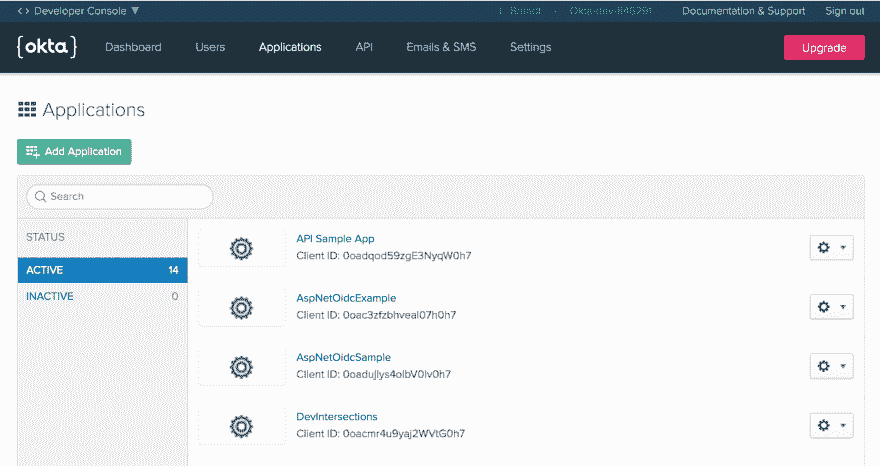 <> Developer Console ▼
Documentation & Support
Sign out
{okta}
Dashboard
Users
Applications
API
Emails & SMS
Settings
Upgrade
Applications
Add Application
Search
STATUS
ACTIVE 14
INACTIVE 0
API Sample App
Client ID: 0oadqod59zgE3NyqW0h7
AspNetOidcExample
Client ID: 0oac3zfzbhveal07h0h7
AspNetOidcSample
Client ID: 0oadujlys4olbV0lv0h7
DevIntersections
Client ID: 0oacmr4u9yaj2WVtG0h7